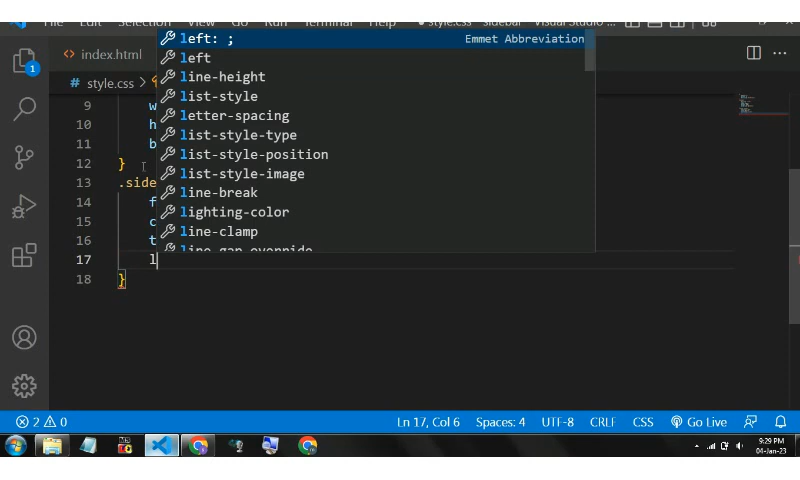 File Edit Selection View Go Run Terminal Help
style.css - sidebar - Visual Studio ...
left: ;
Emmet Abbreviation
index.html
left
line-height
# style.css >
list-style
9
w
letter-spacing
10
h
list-style-type
11
b
list-style-position
12
}
list-style-image
13
.side
line-break
14
f
lighting-color
15
c
line-clamp
16
t
line-gap-override
17
l
18
}
1
2 0
Ln 17, Col 6
Spaces: 4
UTF-8
CRLF
CSS
Go Live
9:29 PM
04-Jan-23